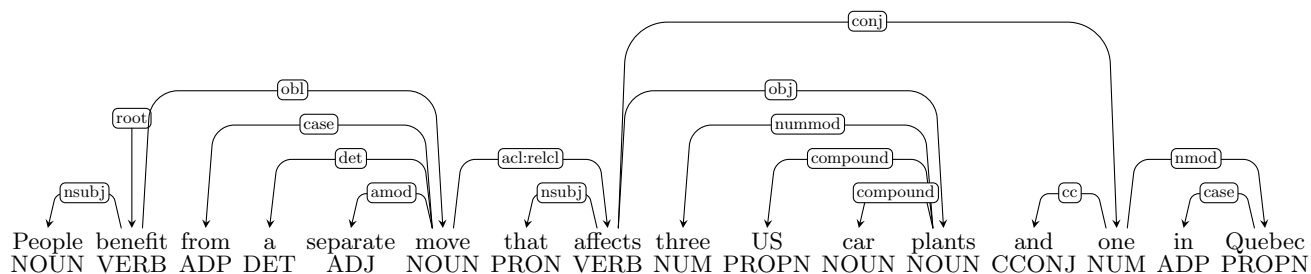 conj
obl obj
root
case nummod
det acl:relcl compound nmod
nsubj amod nsubj compound cc case
People benefit from a separate move that affects three US car plants and one in Quebec
NOUN VERB ADP DET ADJ NOUN PRON VERB NUM PROPN NOUN NOUN CCONJ NUM ADP PROPN